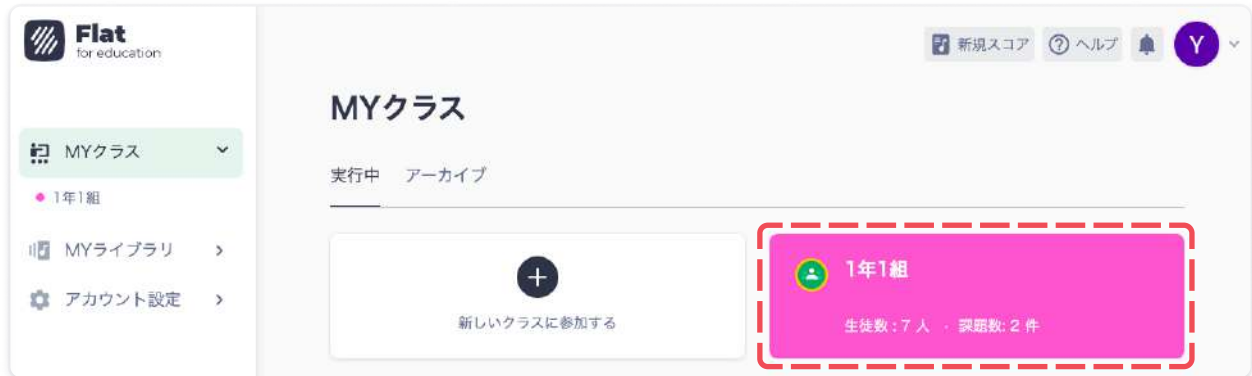 Flat
for education
新規スコア
ヘルプ
Y
MYクラス
1年1組
MYライブラリ
アカウント設定
MYクラス
実行中 アーカイブ
新しいクラスに参加する
1年1組
生徒数 : 7 人 · 課題数: 2 件